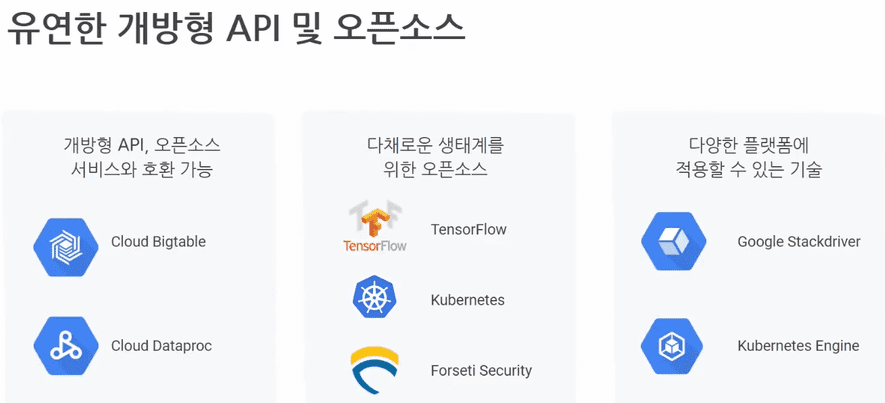 유연한 개방형 API 및 오픈소스
개방형 API, 오픈소스
서비스와 호환 가능
Cloud Bigtable
Cloud Dataproc
다채로운 생태계를
위한 오픈소스
TensorFlow
TensorFlow
Kubernetes
Forseti Security
다양한 플랫폼에
적용할 수 있는 기술
Google Stackdriver
Kubernetes Engine